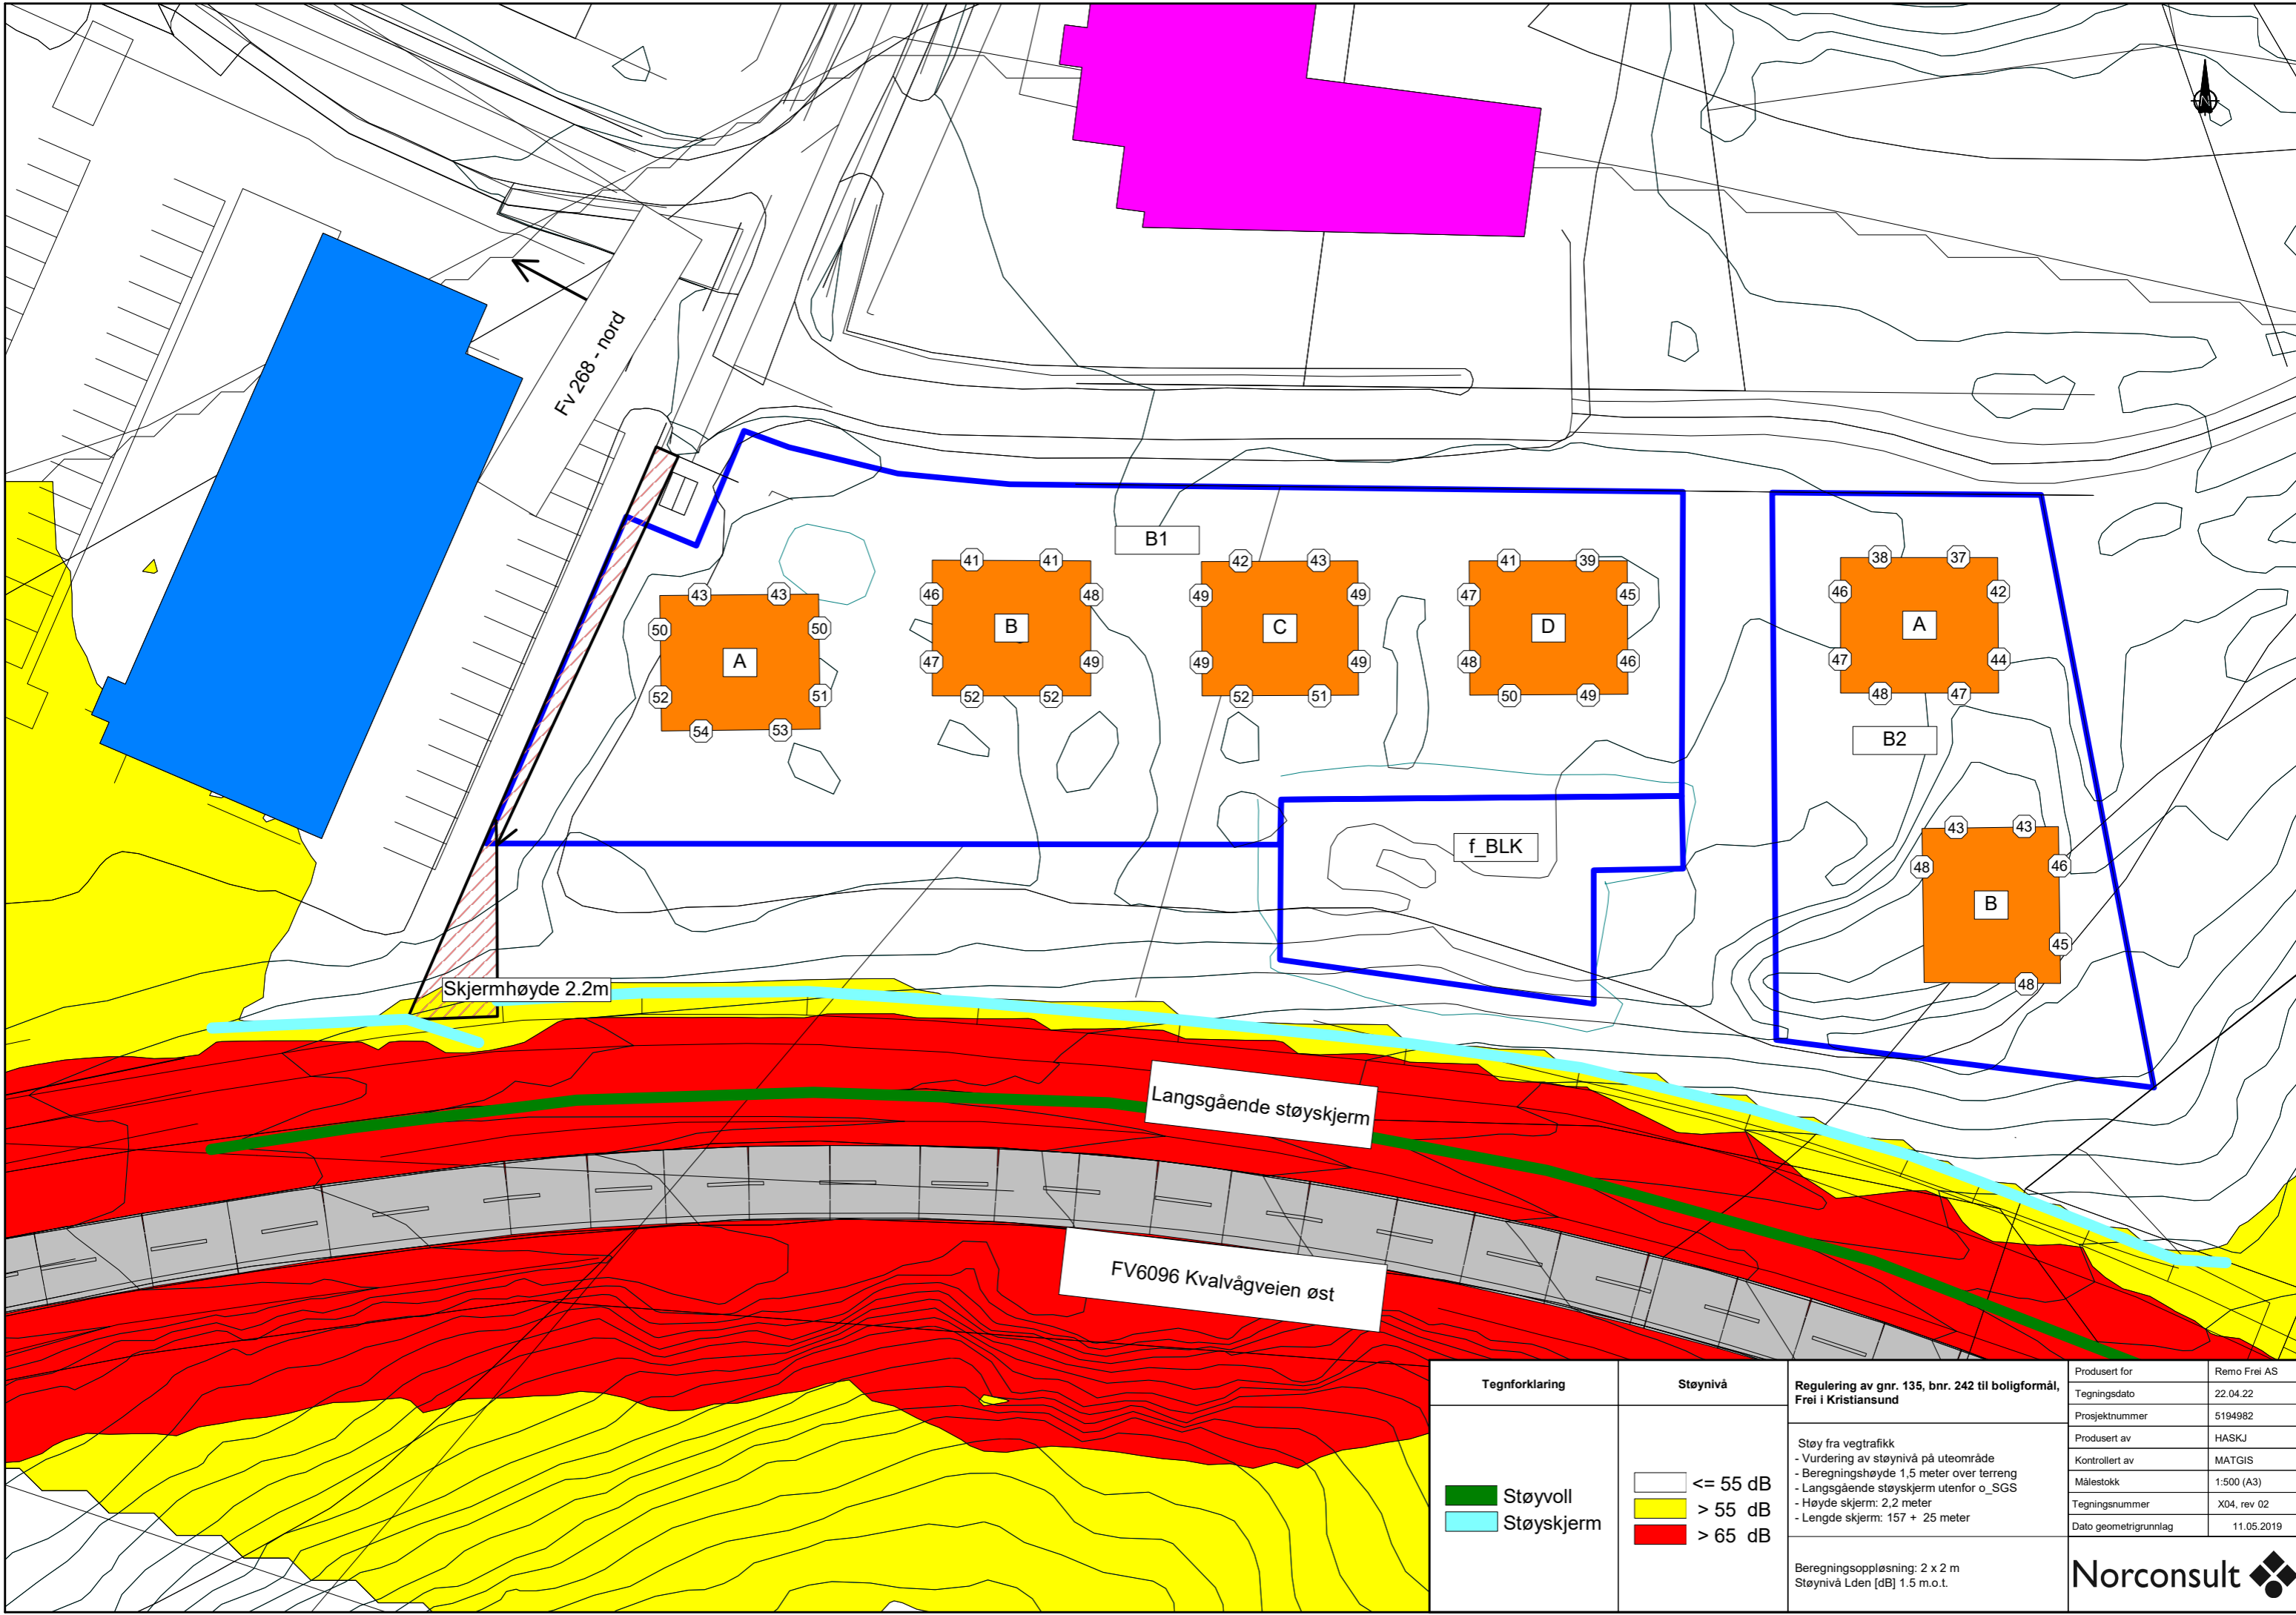 N
Fv 268 - nord
B1
41 41
42 43
41 39
38 37
43 43
46 48
49 49
47 45
46 42
50 50
B
C
D
A
A
47 49
49 49
48 46
47 44
52 51
52 52
52 51
50 49
48 47
54 53
B2
f_BLK
43 43
48 46
B
45
48
Skjermhøyde 2.2m
Langsgående støyskjerm
FV6096 Kvalvågveien øst
Tegnforklaring
Støyvoll
Støyskjerm
Støynivå
<= 55 dB
> 55 dB
> 65 dB
Regulering av gnr. 135, bnr. 242 til boligformål,
Frei i Kristiansund
Støy fra vegtrafikk
- Vurdering av støynivå på uteområde
- Beregningshøyde 1,5 meter over terreng
- Langsgående støyskjerm utenfor o_SGS
- Høyde skjerm: 2,2 meter
- Lengde skjerm: 157 + 25 meter
Beregningsoppløsning: 2 x 2 m
Støynivå Lden [dB] 1.5 m.o.t.
Produsert for Remo Frei AS
Tegningsdato 22.04.22
Prosjektnummer 5194982
Produsert av HASKJ
Kontrollert av MATGIS
Målestokk 1:500 (A3)
Tegningsnummer X04, rev 02
Dato geometrigrunnlag 11.05.2019
Norconsult